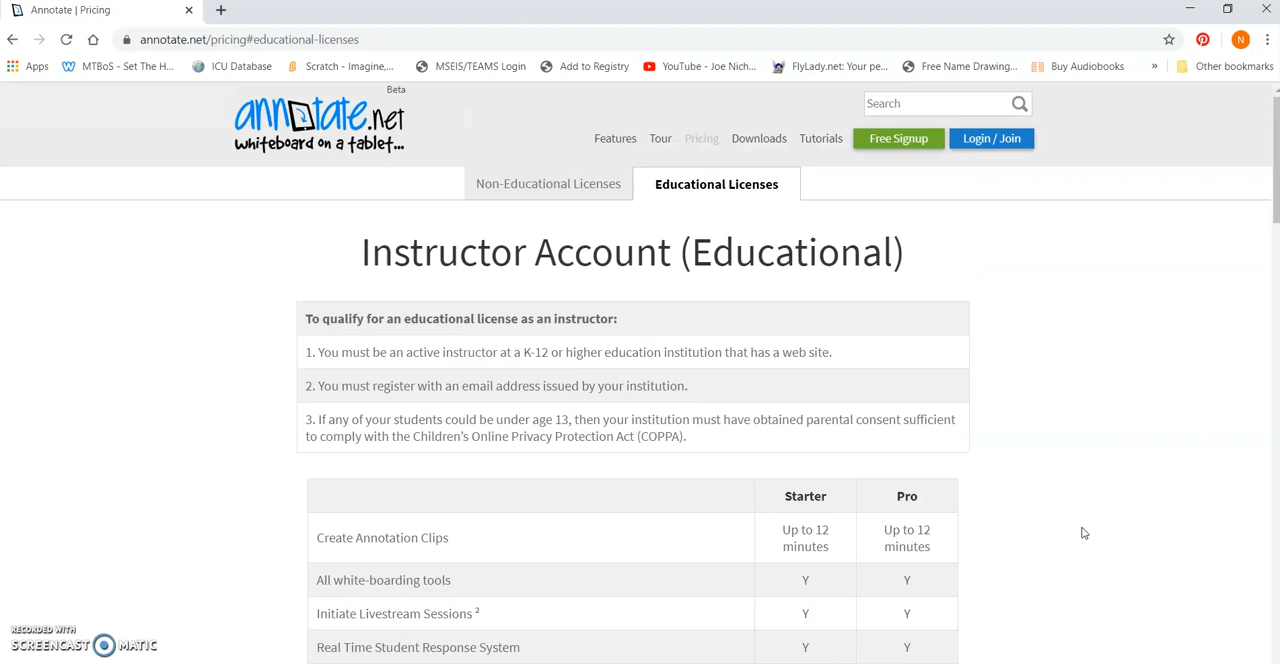 Annotate | Pricing
annotate.net/pricing#educational-licenses
N
Apps
MTBoS - Set The H...
ICU Database
Scratch - Imagine,...
MSEIS/TEAMS Login
Add to Registry
YouTube - Joe Nich...
FlyLady.net: Your pe...
Free Name Drawing...
Buy Audiobooks
»
Other bookmarks
Beta
annotate.net
whiteboard on a tablet...
Search
Features
Tour
Pricing
Downloads
Tutorials
Free Signup
Login / Join
Non-Educational Licenses
Educational Licenses
Instructor Account (Educational)
To qualify for an educational license as an instructor:
1. You must be an active instructor at a K-12 or higher education institution that has a web site.
2. You must register with an email address issued by your institution.
3. If any of your students could be under age 13, then your institution must have obtained parental consent sufficient
to comply with the Children's Online Privacy Protection Act (COPPA).
Starter Pro
Create Annotation Clips
Up to 12
minutes
Up to 12
minutes
All white-boarding tools Y Y
Initiate Livestream Sessions ² Y Y
Real Time Student Response System Y Y
RECORDED WITH
SCREENCAST MATIC